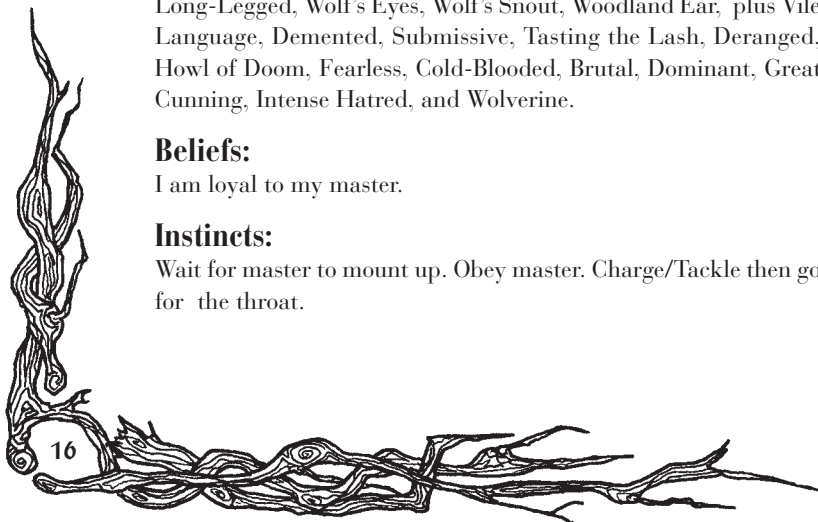 Long-Legged, Wolf's Eyes, Wolf's Snout, Woodland Ear, plus Vile
Language, Demented, Submissive, Tasting the Lash, Deranged,
Howl of Doom, Fearless, Cold-Blooded, Brutal, Dominant, Great
Cunning, Intense Hatred, and Wolverine.
Beliefs:
I am loyal to my master.
Instincts:
Wait for master to mount up. Obey master. Charge/Tackle then go
for the throat.
16